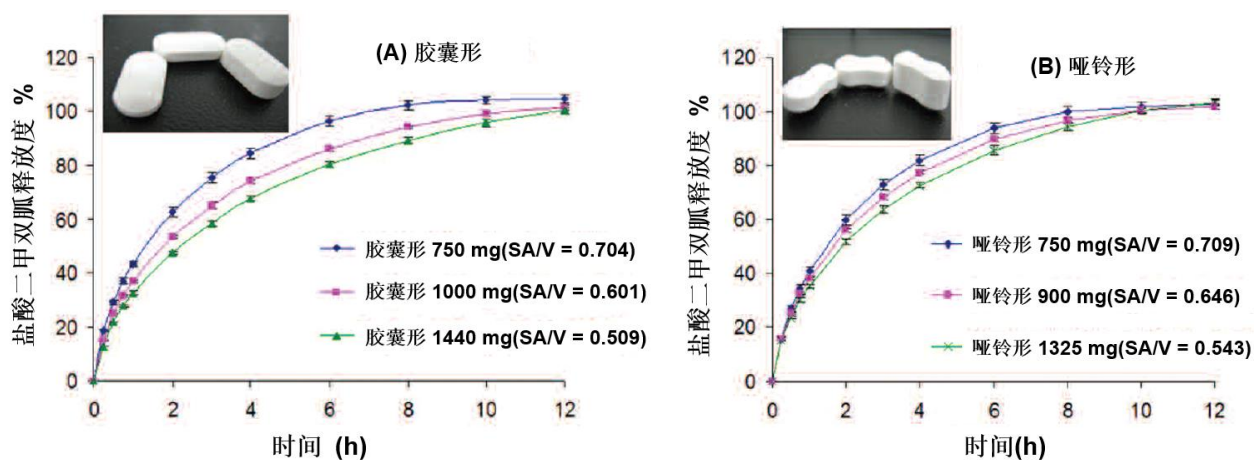 (A) 胶囊形
盐酸二甲双胍释放度 %
120
100
80
60
40
20
0
胶囊形 750 mg(SA/V = 0.704)
胶囊形 1000 mg(SA/V = 0.601)
胶囊形 1440 mg(SA/V = 0.509)
0 2 4 6 8 10 12
时间 (h)
(B) 哑铃形
盐酸二甲双胍释放度 %
120
100
80
60
40
20
0
哑铃形 750 mg(SA/V = 0.709)
哑铃形 900 mg(SA/V = 0.646)
哑铃形 1325 mg(SA/V = 0.543)
0 2 4 6 8 10 12
时间(h)